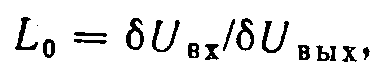 L₀ = δU вх/δU вых,